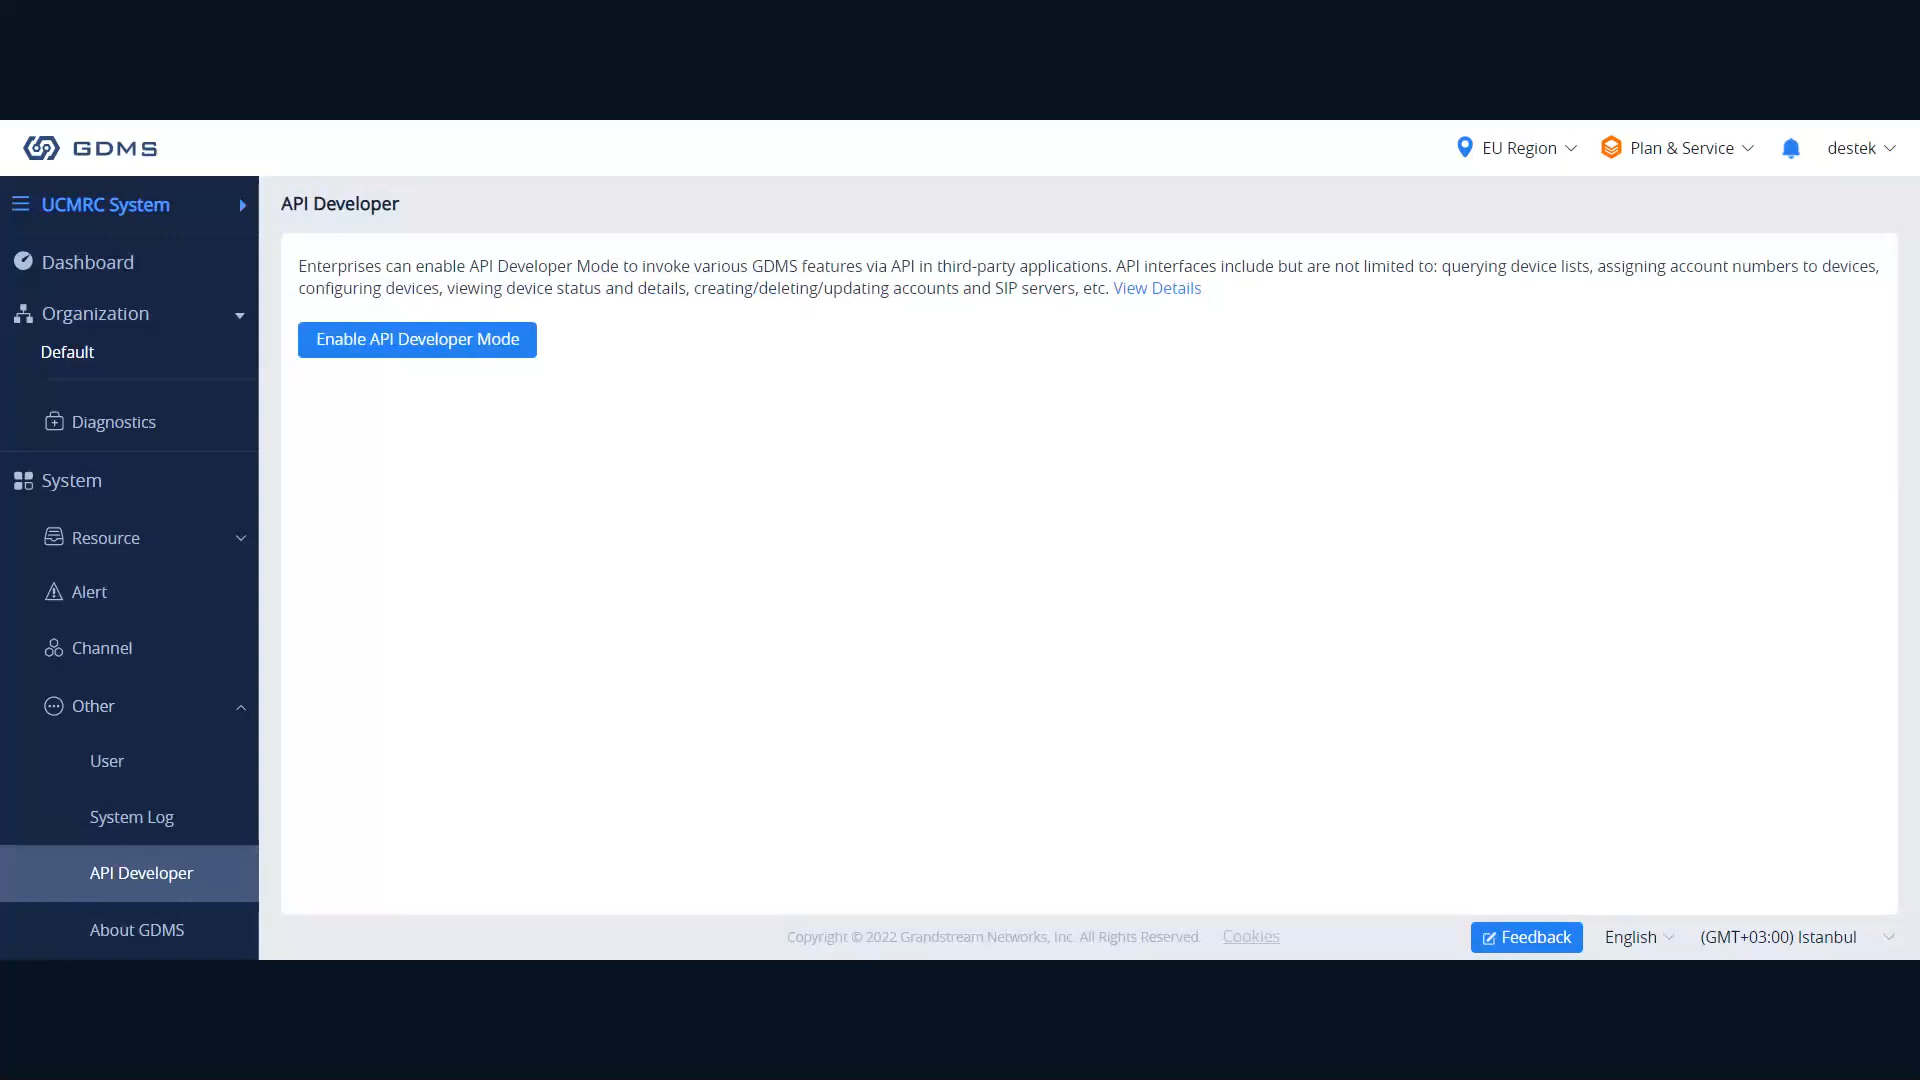 GDMS
EU Region
Plan & Service
destek
UCMRC System
API Developer
Dashboard
Enterprises can enable API Developer Mode to invoke various GDMS features via API in third-party applications. API interfaces include but are not limited to: querying device lists, assigning account numbers to devices,
configuring devices, viewing device status and details, creating/deleting/updating accounts and SIP servers, etc. View Details
Organization
Enable API Developer Mode
Default
Diagnostics
System
Resource
Alert
Channel
Other
User
System Log
API Developer
About GDMS
Copyright © 2022 Grandstream Networks, Inc. All Rights Reserved.
Cookies
Feedback
English
(GMT+03:00) Istanbul